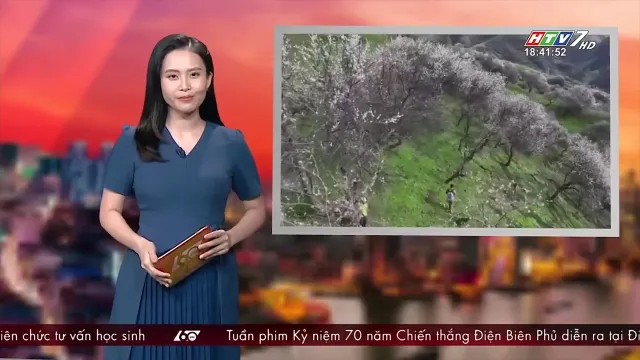 HTV7 HD
18:41:52
iên chức tư vấn học sinh 60 Tuần phim Kỷ niệm 70 năm Chiến thắng Điện Biên Phủ diễn ra tại Đi